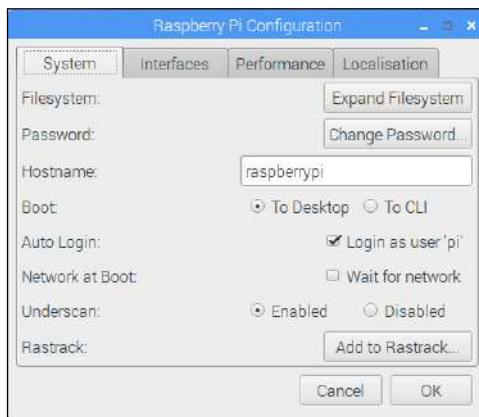 Raspberry Pi Configuration
System Interfaces Performance Localisation
Filesystem: Expand Filesystem
Password: Change Password...
Hostname: raspberrypi
Boot: To Desktop To CLI
Auto Login: Login as user 'pi'
Network at Boot: Wait for network
Underscan: Enabled Disabled
Rastrack: Add to Rastrack...
Cancel OK